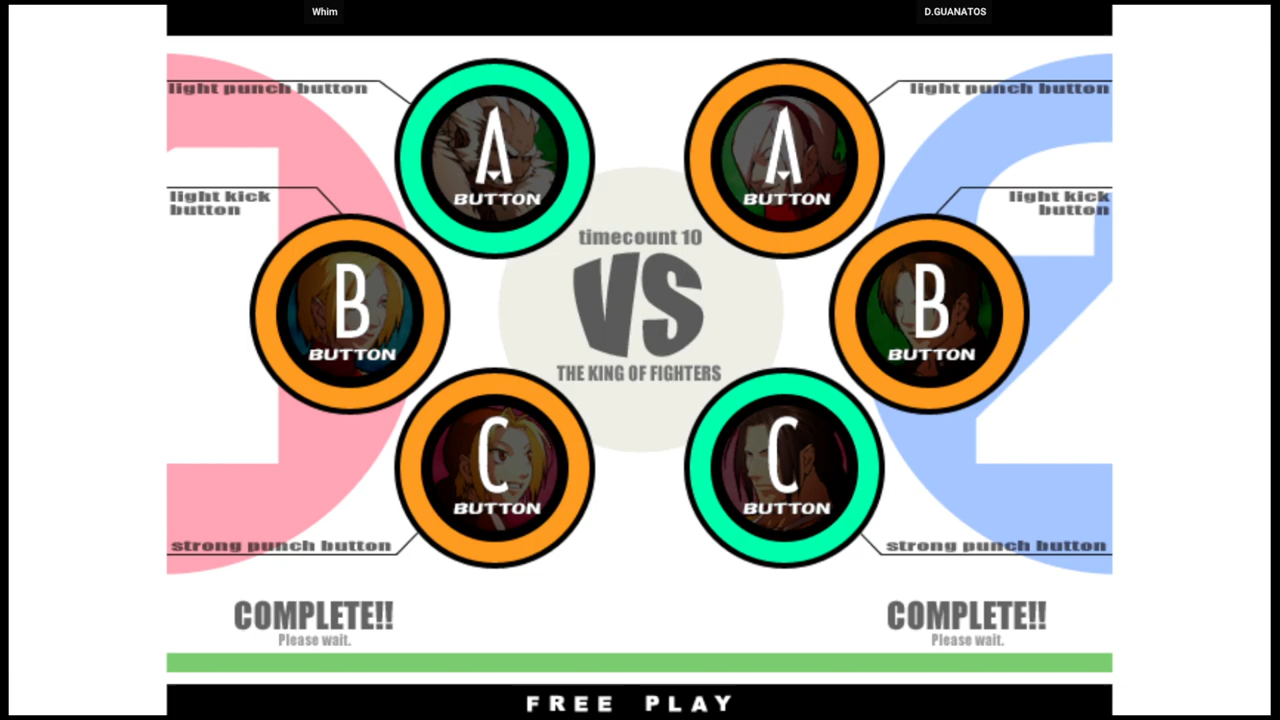 Whim
D.GUANATOS
light punch button
light punch button
A
BUTTON
A
BUTTON
light kick
button
light kick
button
timecount 10
VS
THE KING OF FIGHTERS
B
BUTTON
B
BUTTON
C
BUTTON
C
BUTTON
strong punch button
strong punch button
COMPLETE!!
Please wait.
COMPLETE!!
Please wait.
FREE PLAY
1
2